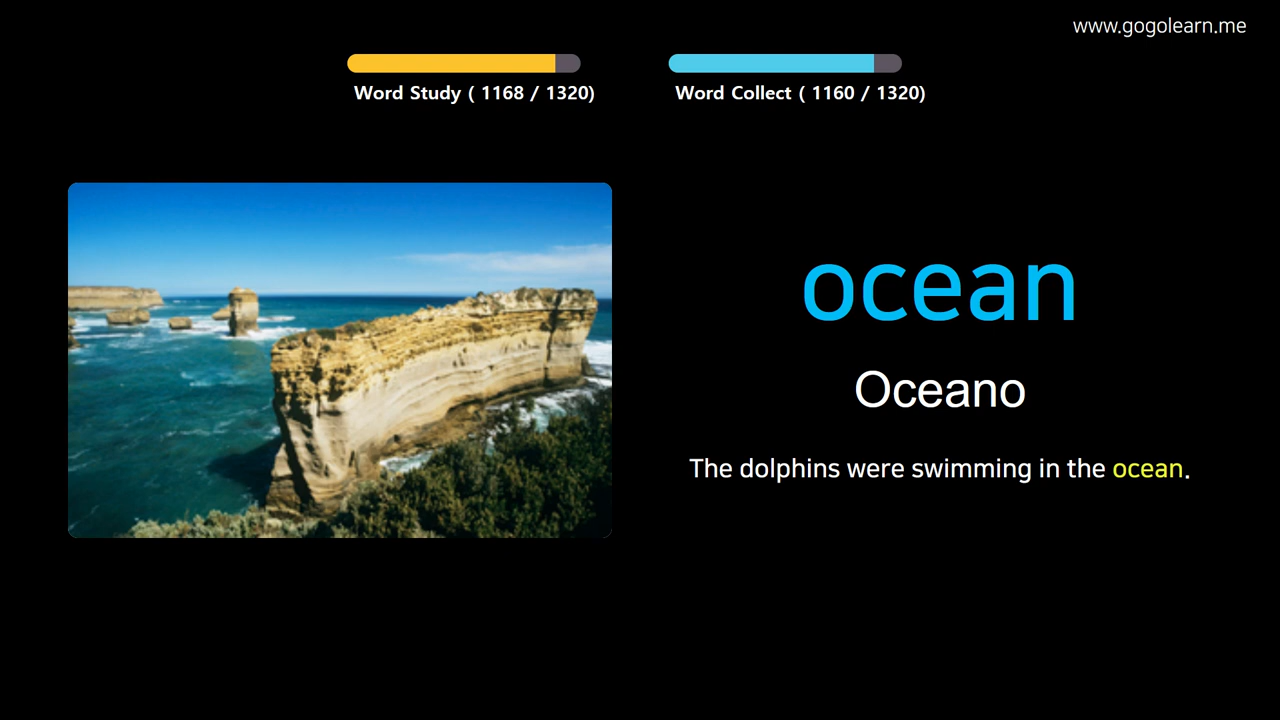 www.gogolearn.me
Word Study ( 1168 / 1320)
Word Collect ( 1160 / 1320)
ocean
Oceano
The dolphins were swimming in the ocean.